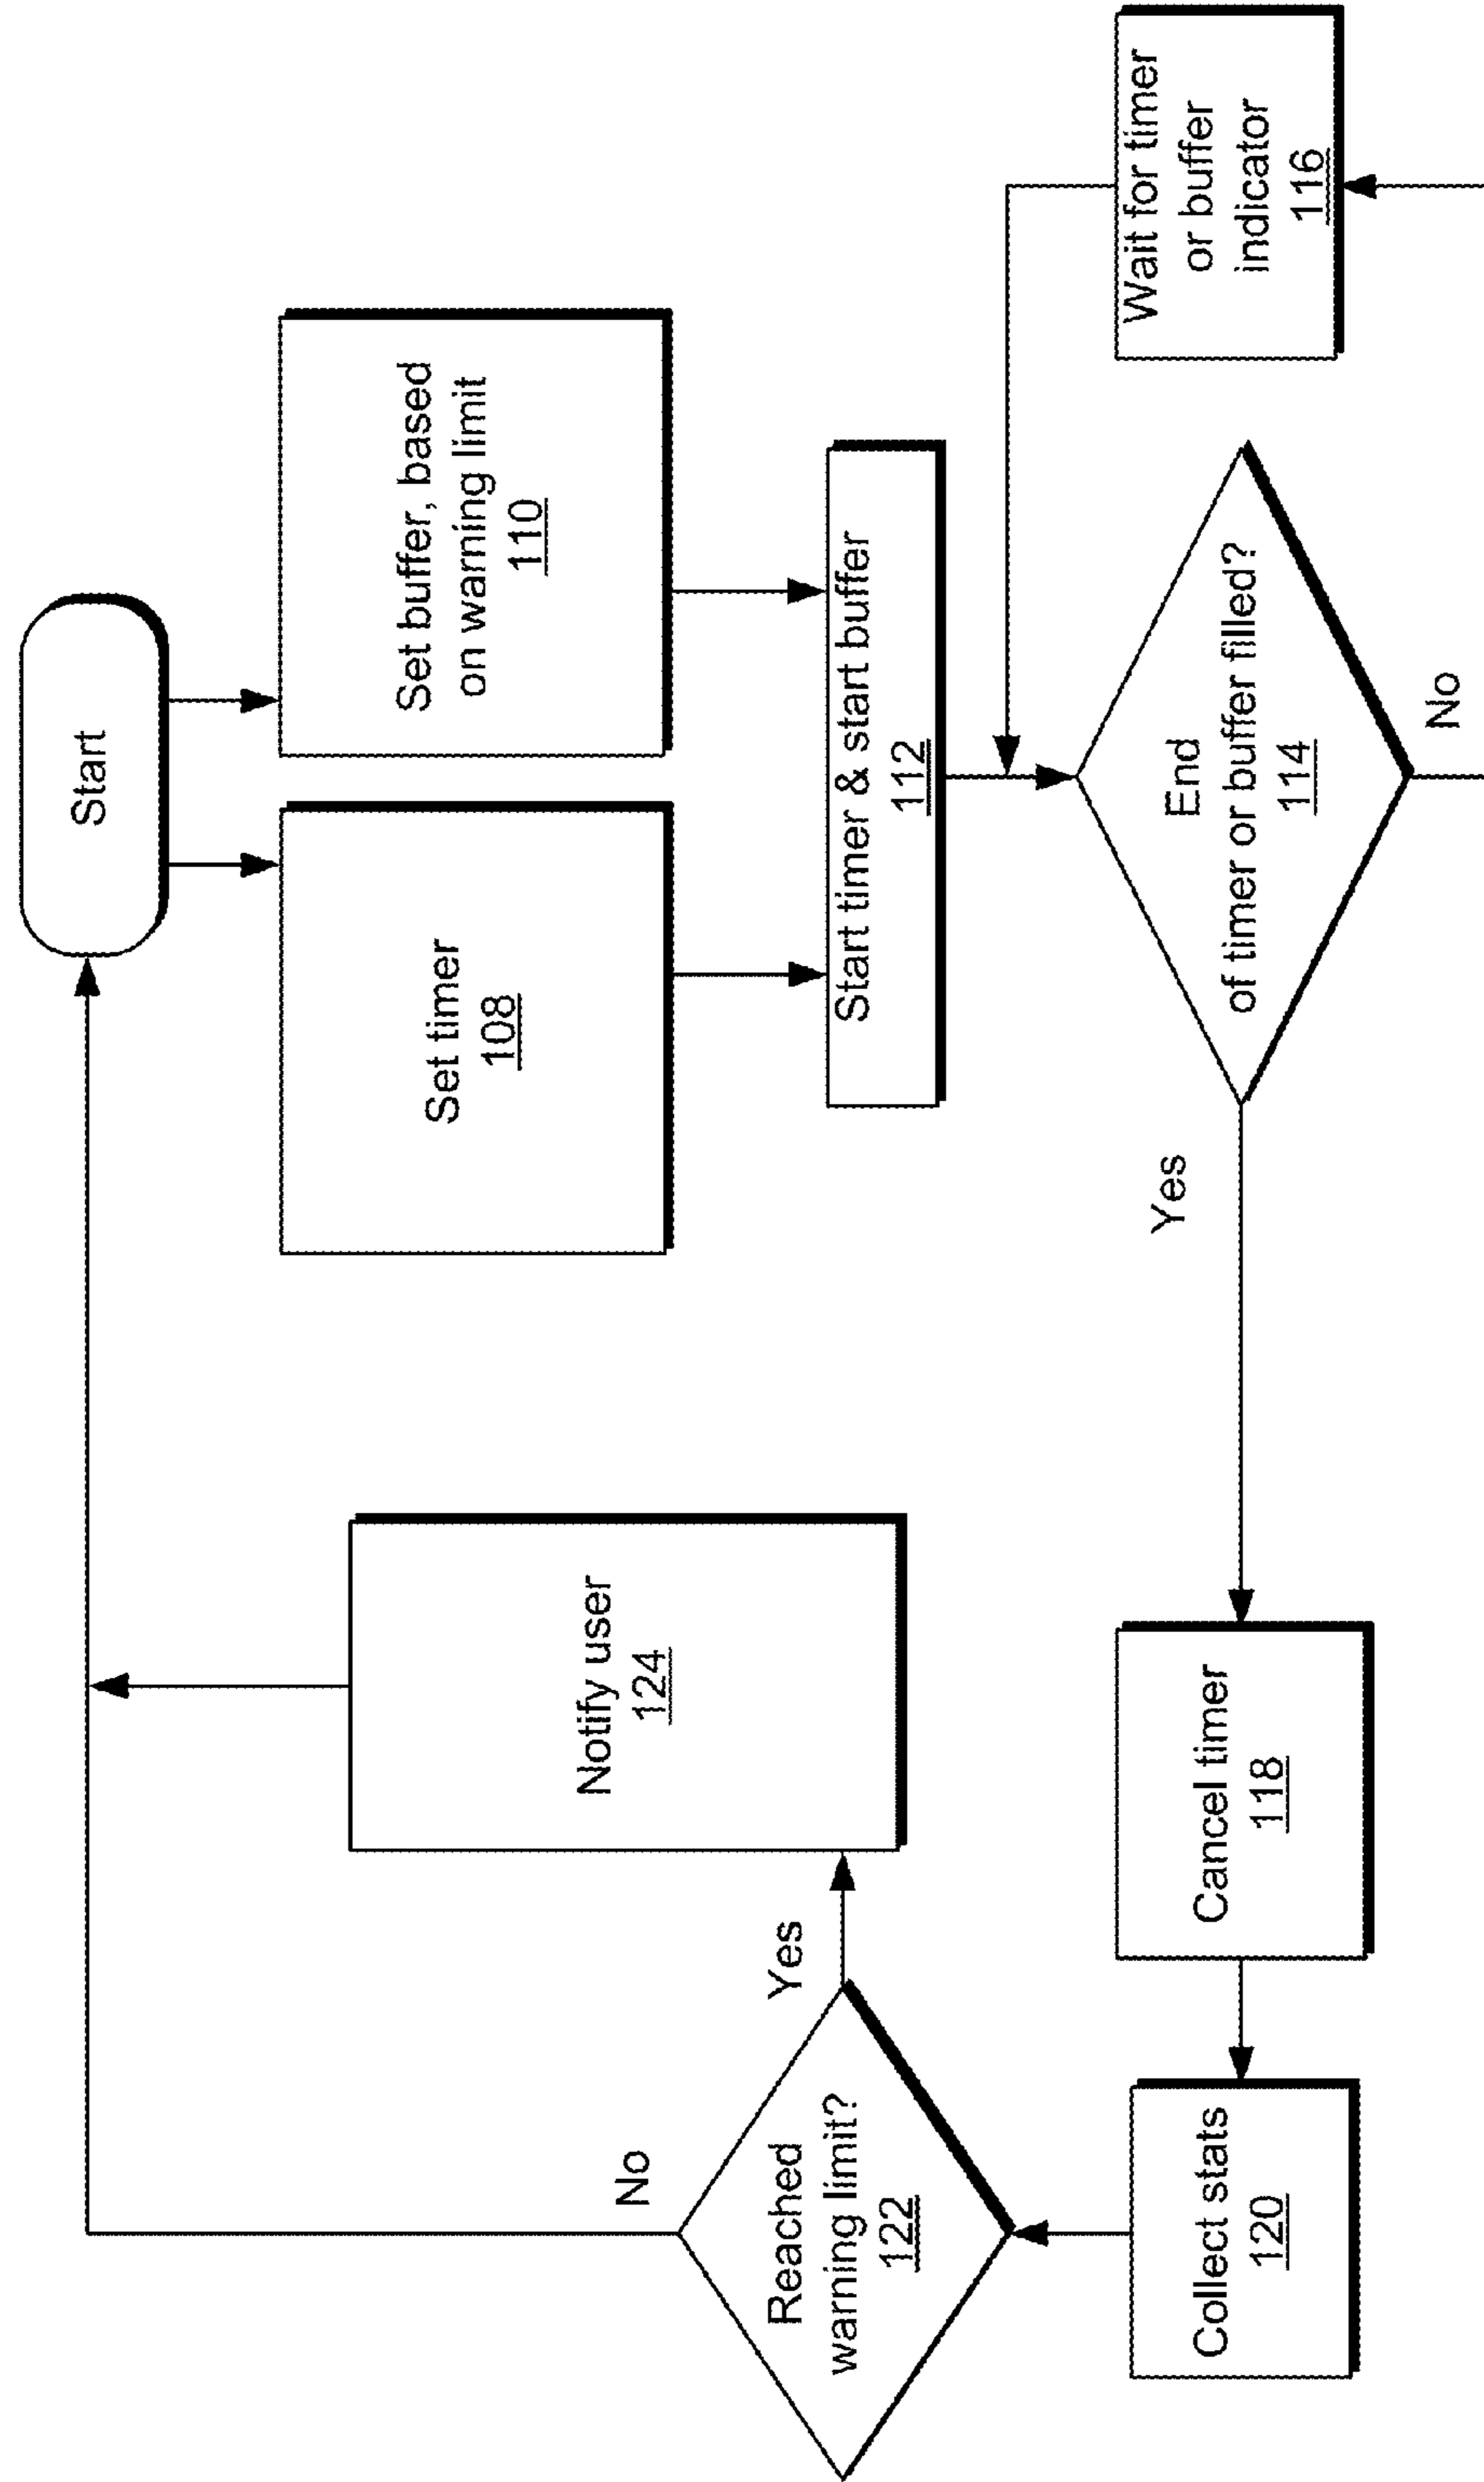 Start
Set timer
108
Set buffer, based
on warning limit
110
Start timer & start buffer
112
End
of timer or buffer filled?
114
No
Wait for timer
or buffer
indicator
116
Yes
Cancel timer
118
Collect stats
120
Reached
warning limit?
122
Yes
Notify user
124
No